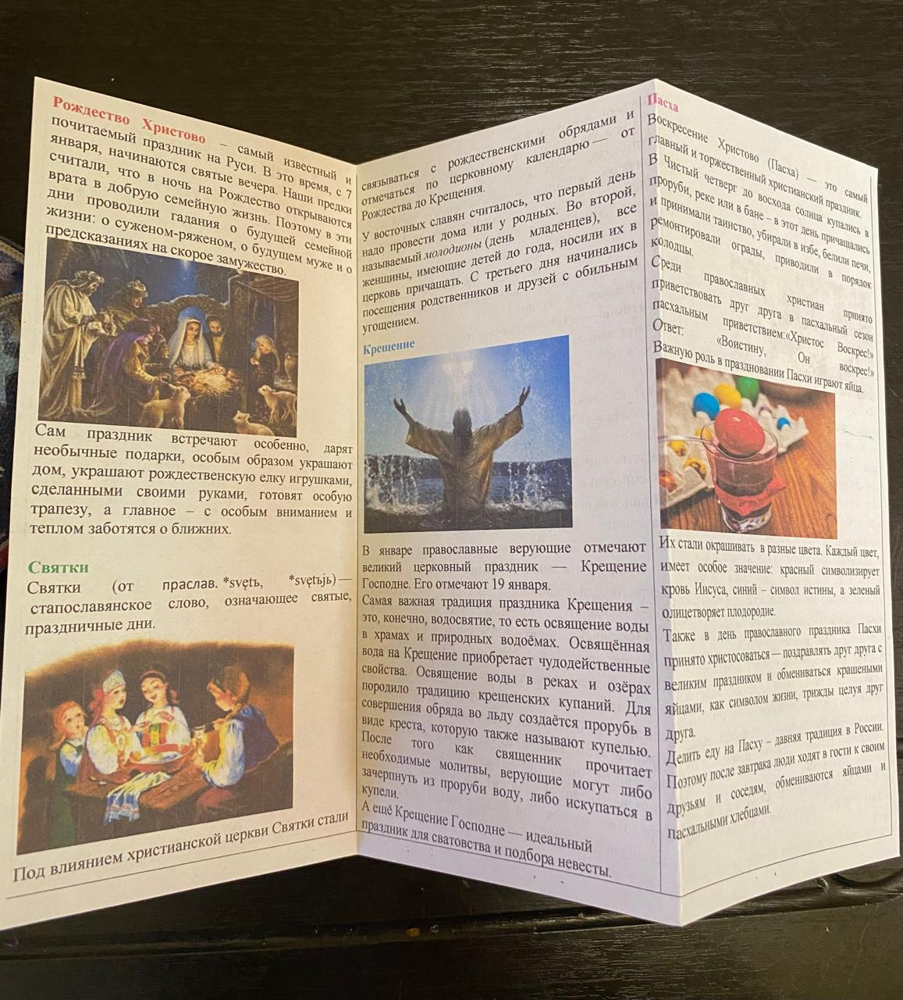 Рождество Христово – самый известный и
почитаемый праздник на Руси. В это время, с 7
января, начинаются святые вечера. Наши предки
считали, что в ночь на Рождество открываются
врата в добрую семейную жизнь. Поэтому в эти
дни проводили гадания о будущей семейной
жизни: о суженом-ряженом, о будущем муже и о
предсказаниях на скорое замужество.
Сам праздник встречают особенно, дарят
необычные подарки, особым образом украшают
дом, украшают рождественскую елку игрушками,
сделанными своими руками, готовят особую
трапезу, а главное – с особым вниманием и
теплом заботятся о ближних.
Святки
Святки (от праслав. *svętъ, *svętъjь) —
стапославянское слово, означающее святые,
праздничные дни.
Под влиянием христианской церкви Святки стали
связываться с рождественскими обрядами и
отмечаться по церковному календарю — от
Рождества до Крещения.
У восточных славян считалось, что первый день
надо провести дома или у родных. Во второй,
называемый молодионы (день младенцев), все
женщины, имеющие детей до года, носили их в
церковь причащать. С третьего дня начинались
посещения родственников и друзей с обильным
угощением.
Крещение
В январе православные верующие отмечают
великий церковный праздник — Крещение
Господне. Его отмечают 19 января.
Самая важная традиция праздника Крещения –
это, конечно, водосвятие, то есть освящение воды
в храмах и природных водоёмах. Освящённая
вода на Крещение приобретает чудодейственные
свойства. Освящение воды в реках и озёрах
породило традицию крещенских купаний. Для
совершения обряда во льду создаётся прорубь в
виде креста, которую также называют купелью.
После того как священник прочитает
необходимые молитвы, верующие могут либо
зачерпнуть из проруби воду, либо искупаться в
купели.
А ещё Крещение Господне — идеальный
праздник для сватовства и подбора невесты.
Пасха
Воскресение Христово (Пасха) — это самый
главный и торжественный христианский праздник.
В Чистый четверг до восхода солнца купались в
проруби, реке или в бане – в этот день причащались
и принимали таинство, убирали в избе, белили печи,
ремонтировали ограды, приводили в порядок
колодцы.
Среди православных христиан принято
приветствовать друг друга в пасхальный сезон
пасхальным приветствием:«Христос Воскрес!»
Ответ: «Воистину, Он воскрес!»
Важную роль в праздновании Пасхи играют яйца.
Их стали окрашивать в разные цвета. Каждый цвет,
имеет особое значение: красный символизирует
кровь Иисуса, синий – символ истины, а зеленый
олицетворяет плодородие.
Также в день православного праздника Пасхи
принято христосоваться — поздравлять друг друга с
великим праздником и обмениваться крашеными
яйцами, как символом жизни, трижды целуя друг
друга.
Делить еду на Пасху – давняя традиция в России.
Поэтому после завтрака люди ходят в гости к своим
друзьям и соседям, обмениваются яйцами и
пасхальными хлебцами.